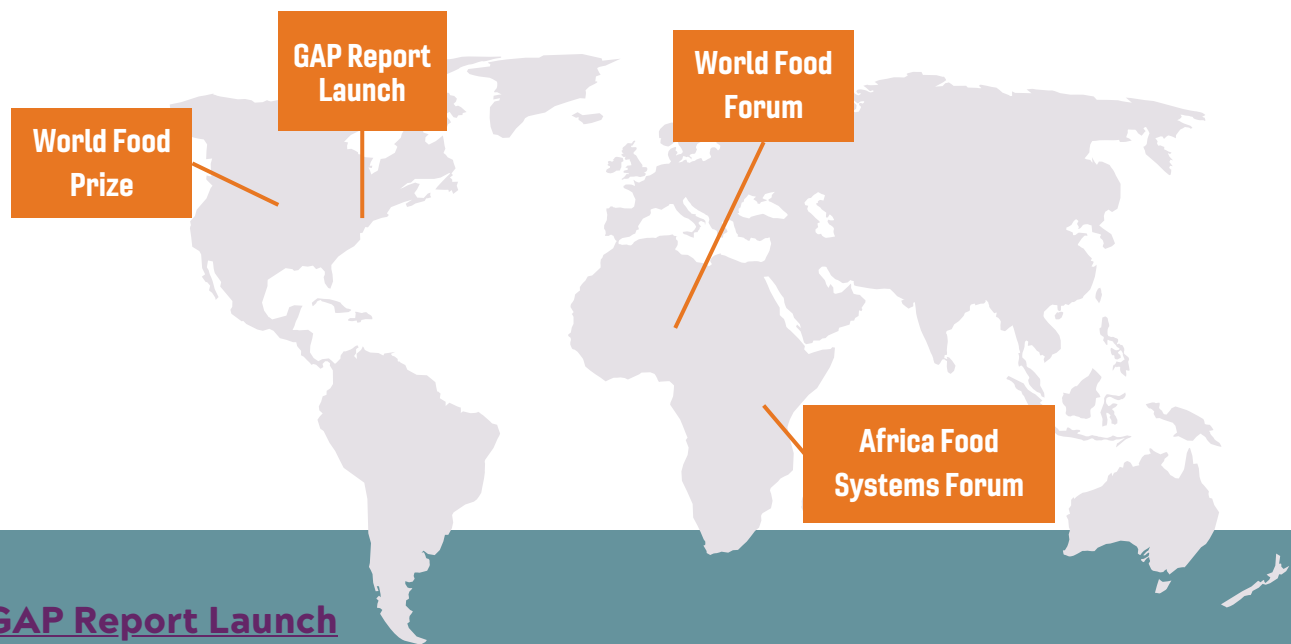 GAP Report
Launch
World Food
Forum
World Food
Prize
Africa Food
Systems Forum
GAP Report Launch